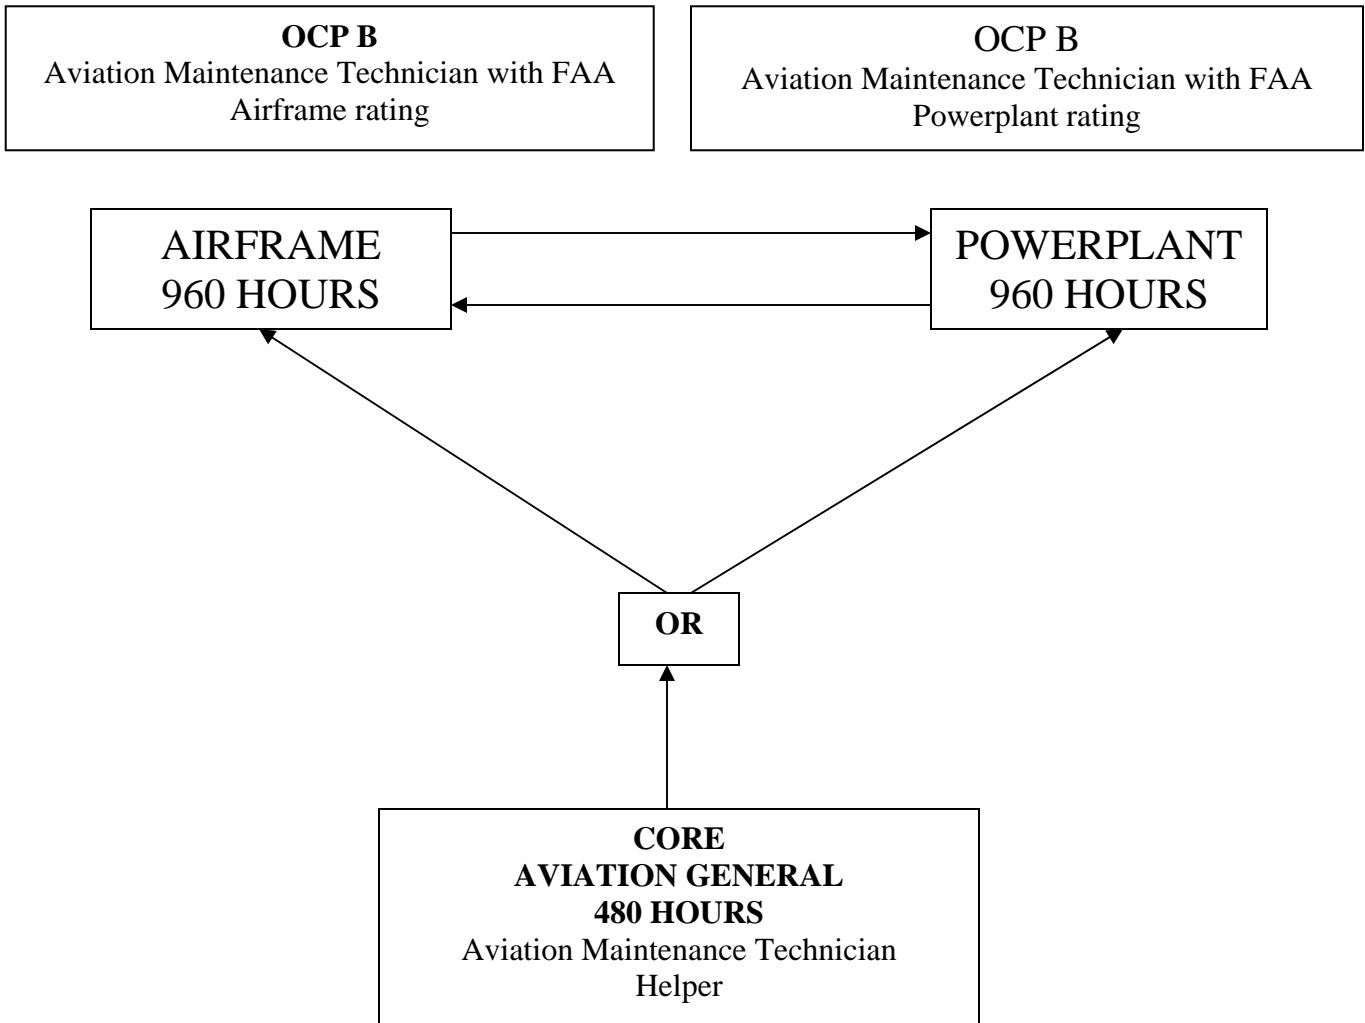 OCP B
Aviation Maintenance Technician with FAA
Airframe rating
OCP B
Aviation Maintenance Technician with FAA
Powerplant rating
AIRFRAME
960 HOURS
POWERPLANT
960 HOURS
OR
CORE
AVIATION GENERAL
480 HOURS
Aviation Maintenance Technician
Helper